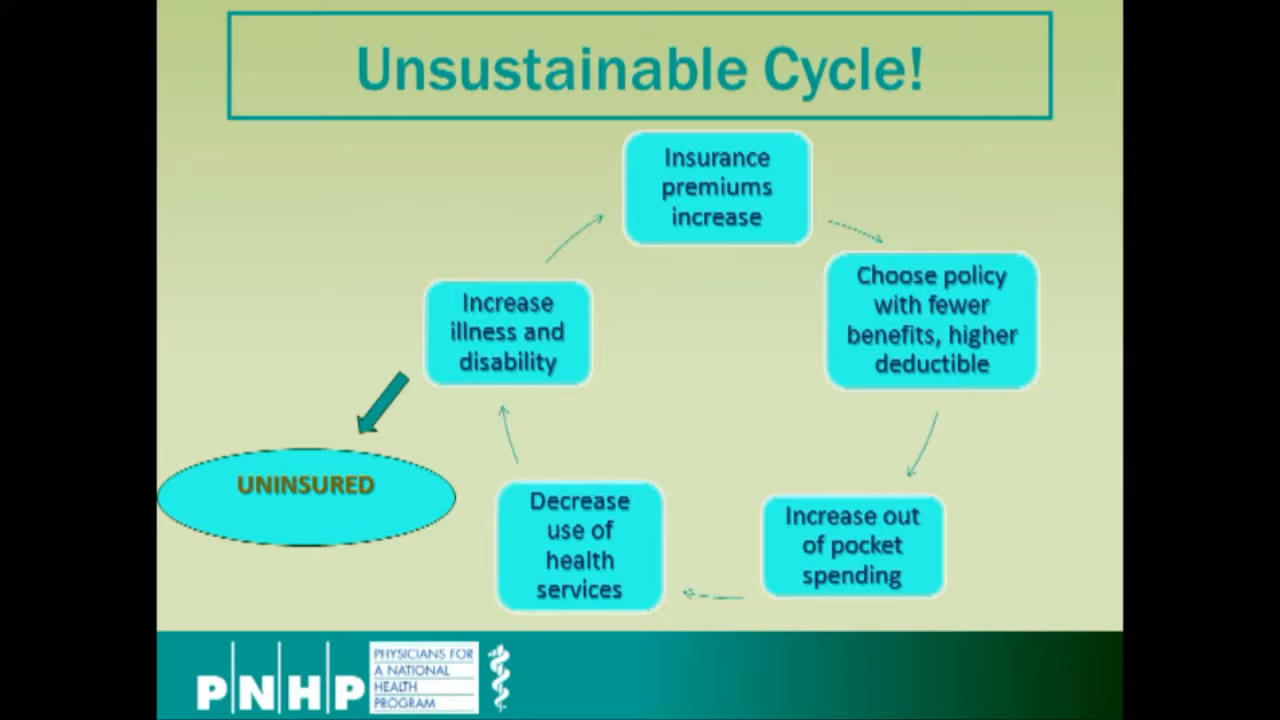 Unsustainable Cycle!
Insurance
premiums
increase
Choose policy
with fewer
benefits, higher
deductible
Increase out
of pocket
spending
Decrease
use of
health
services
Increase
illness and
disability
UNINSURED
PNHP
PHYSICIANS FOR
A NATIONAL
HEALTH
PROGRAM